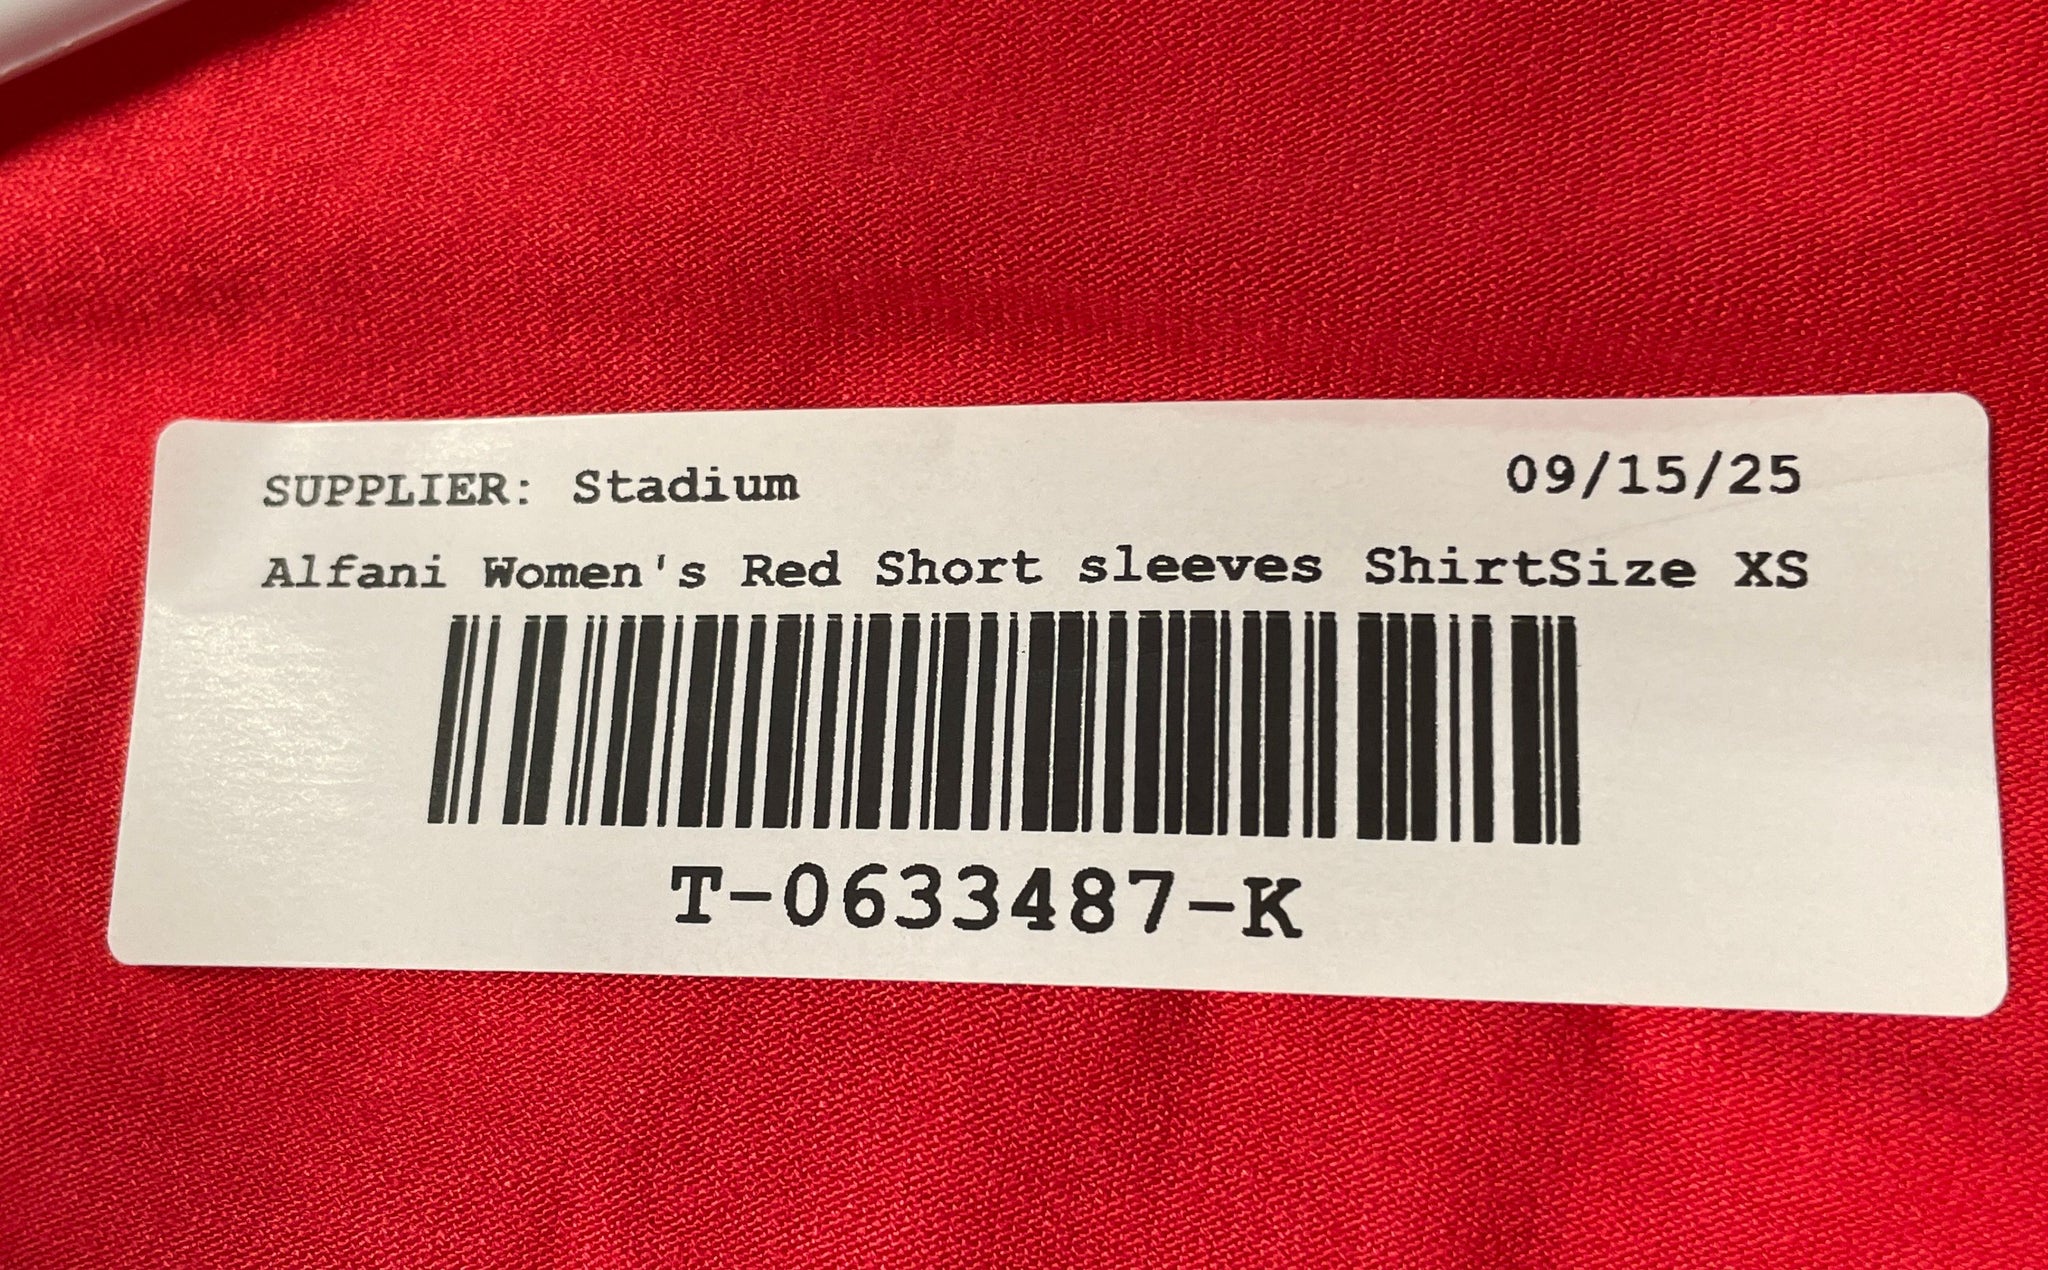 SUPPLIER: Stadium 09/15/25
Alfani Women's Red Short sleeves ShirtSize XS
T-0633487-K